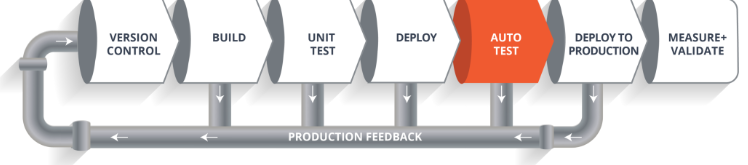 VERSION
CONTROL
BUILD
UNIT
TEST
DEPLOY
AUTO
TEST
DEPLOY TO
PRODUCTION
MEASURE+
VALIDATE
PRODUCTION FEEDBACK